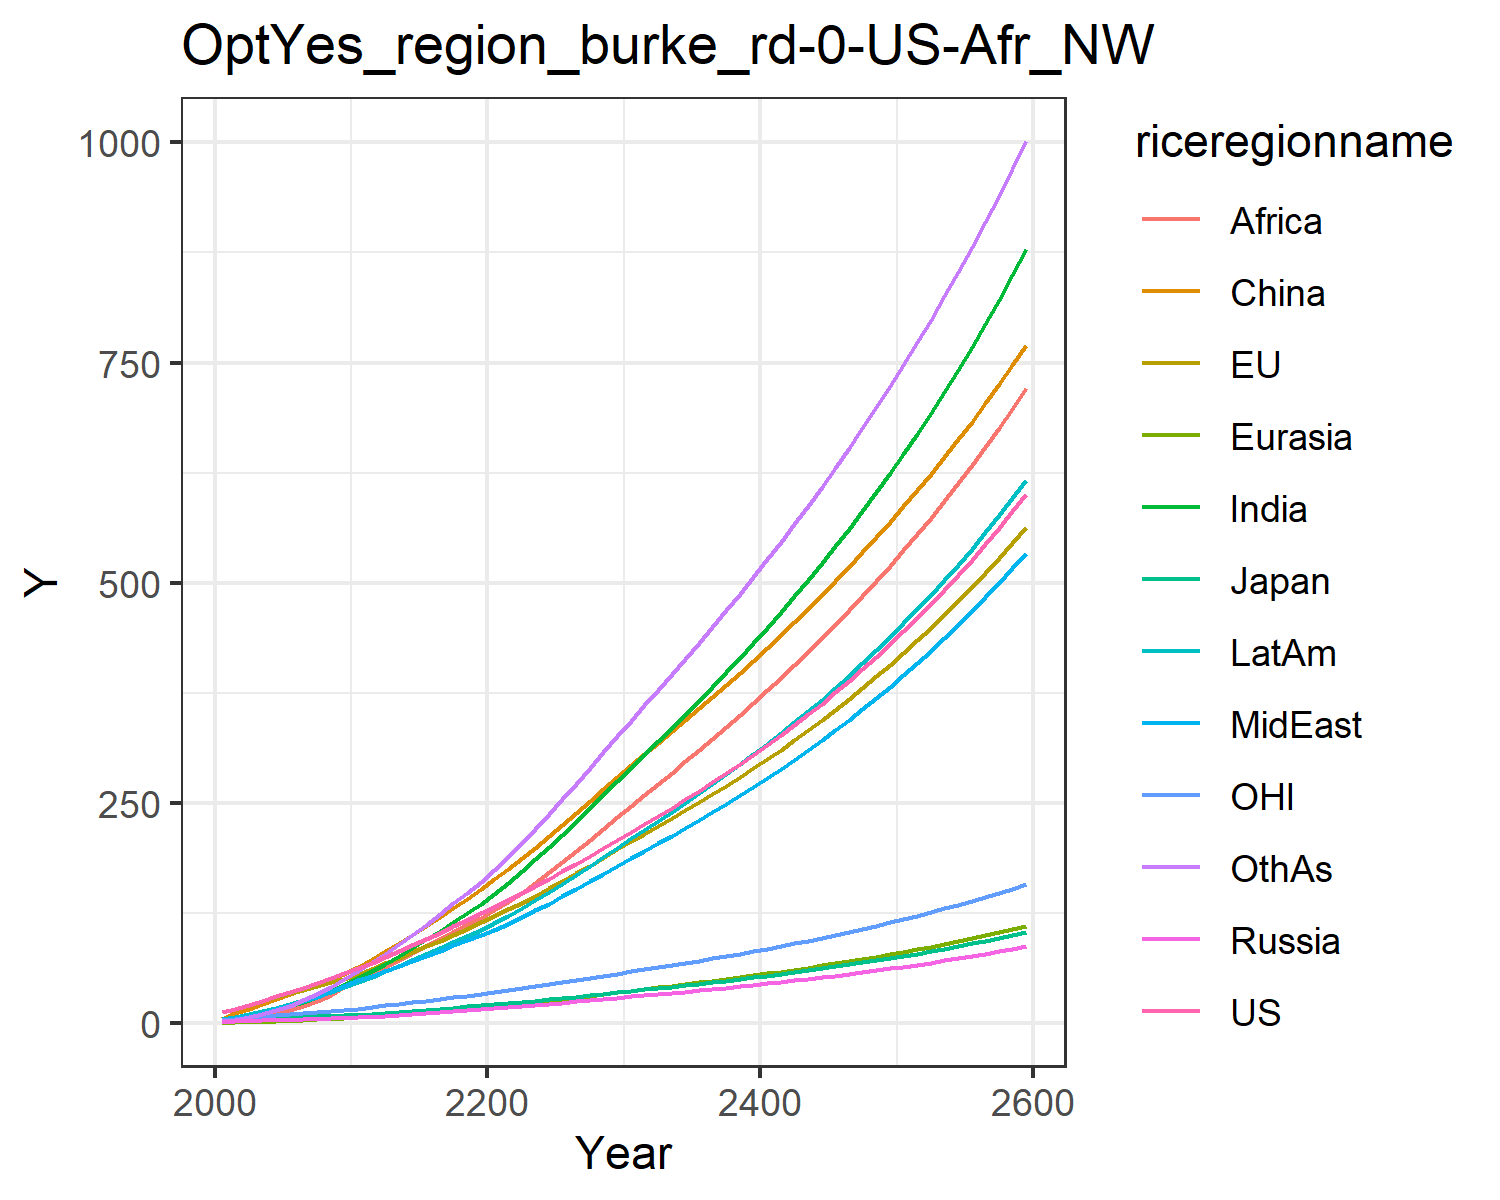 OptYes_region_burke_rd-0-US-Afr_NW
1000
750
500
250
0
Y
2000
2200
2400
2600
Year
riceregionname
Africa
China
EU
Eurasia
India
Japan
LatAm
MidEast
OHI
OthAs
Russia
US